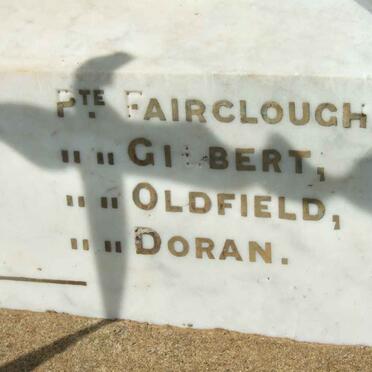 PTE FAIRCLOUGH
" " GILBERT,
" " OLDFIELD,
" " DORAN.